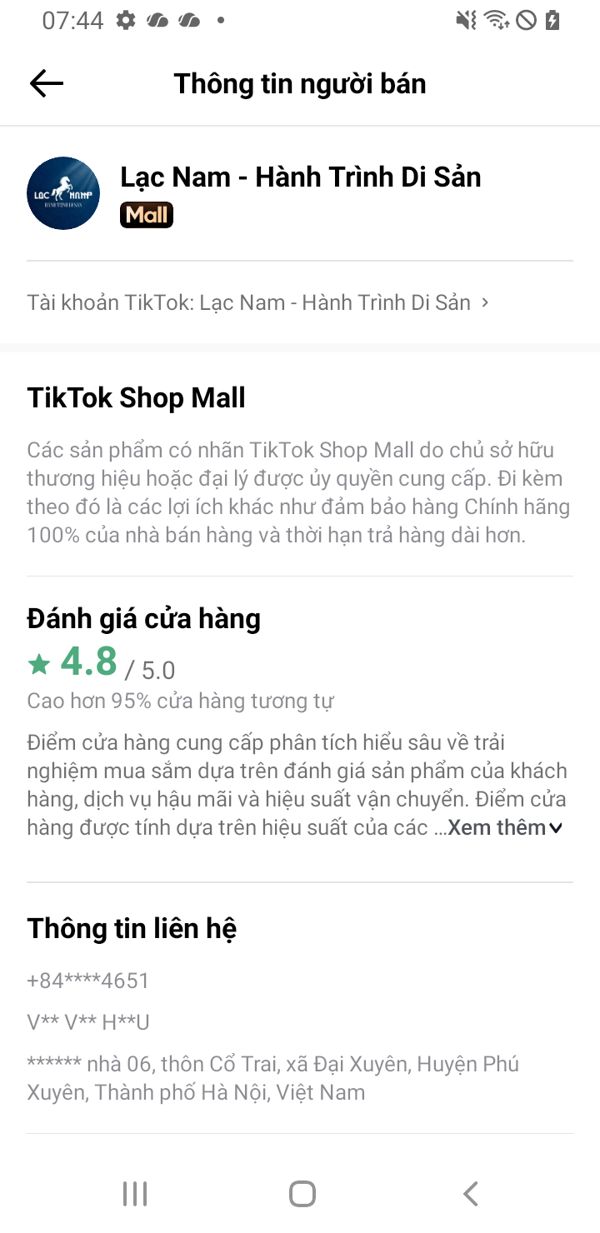 07:44
Thông tin người bán
LẠC NAM
Lạc Nam - Hành Trình Di Sản
Mall
Tài khoản TikTok: Lạc Nam - Hành Trình Di Sản
TikTok Shop Mall
Các sản phẩm có nhãn TikTok Shop Mall do chủ sở hữu
thương hiệu hoặc đại lý được ủy quyền cung cấp. Đi kèm
theo đó là các lợi ích khác như đảm bảo hàng Chính hãng
100% của nhà bán hàng và thời hạn trả hàng dài hơn.
Đánh giá cửa hàng
4.8 / 5.0
Cao hơn 95% cửa hàng tương tự
Điểm cửa hàng cung cấp phân tích hiểu sâu về trải
nghiệm mua sắm dựa trên đánh giá sản phẩm của khách
hàng, dịch vụ hậu mãi và hiệu suất vận chuyển. Điểm cửa
hàng được tính dựa trên hiệu suất của các ...Xem thêm
Thông tin liên hệ
+84****4651
V** V** H**U
****** nhà 06, thôn Cổ Trai, xã Đại Xuyên, Huyện Phú
Xuyên, Thành phố Hà Nội, Việt Nam